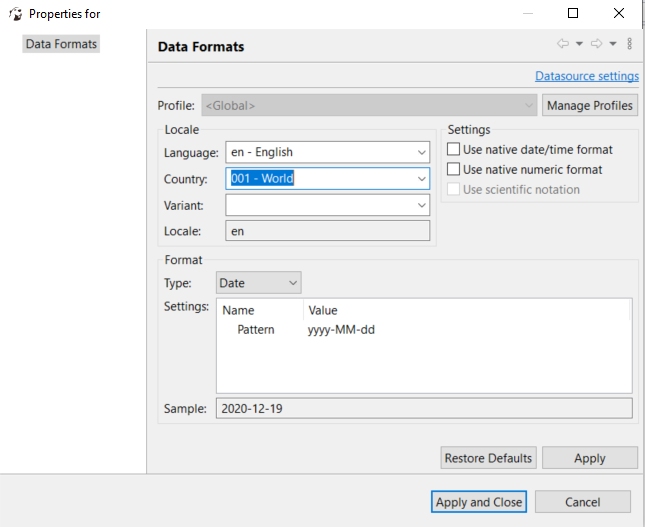 Properties for
Data Formats
Data Formats
Datasource settings
Profile: <Global> Manage Profiles
Locale
Language: en - English
Country: 001 - World
Variant:
Locale: en
Settings
Use native date/time format
Use native numeric format
Use scientific notation
Format
Type: Date
Settings: Name Value
Pattern yyyy-MM-dd
Sample: 2020-12-19
Restore Defaults Apply
Apply and Close Cancel